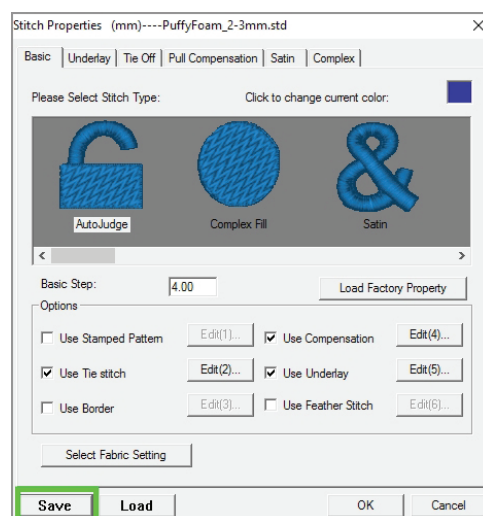 Stitch Properties (mm)----PuffyFoam_2-3mm.std
Basic Underlay Tie Off Pull Compensation Satin Complex
Please Select Stitch Type: Click to change current color:
AutoJudge Complex Fill Satin
Basic Step: 4.00 Load Factory Property
Options
Use Stamped Pattern Edit(1)... Use Compensation Edit(4)...
Use Tie stitch Edit(2)... Use Underlay Edit(5)...
Use Border Edit(3)... Use Feather Stitch Edit(6)...
Select Fabric Setting
Save Load OK Cancel